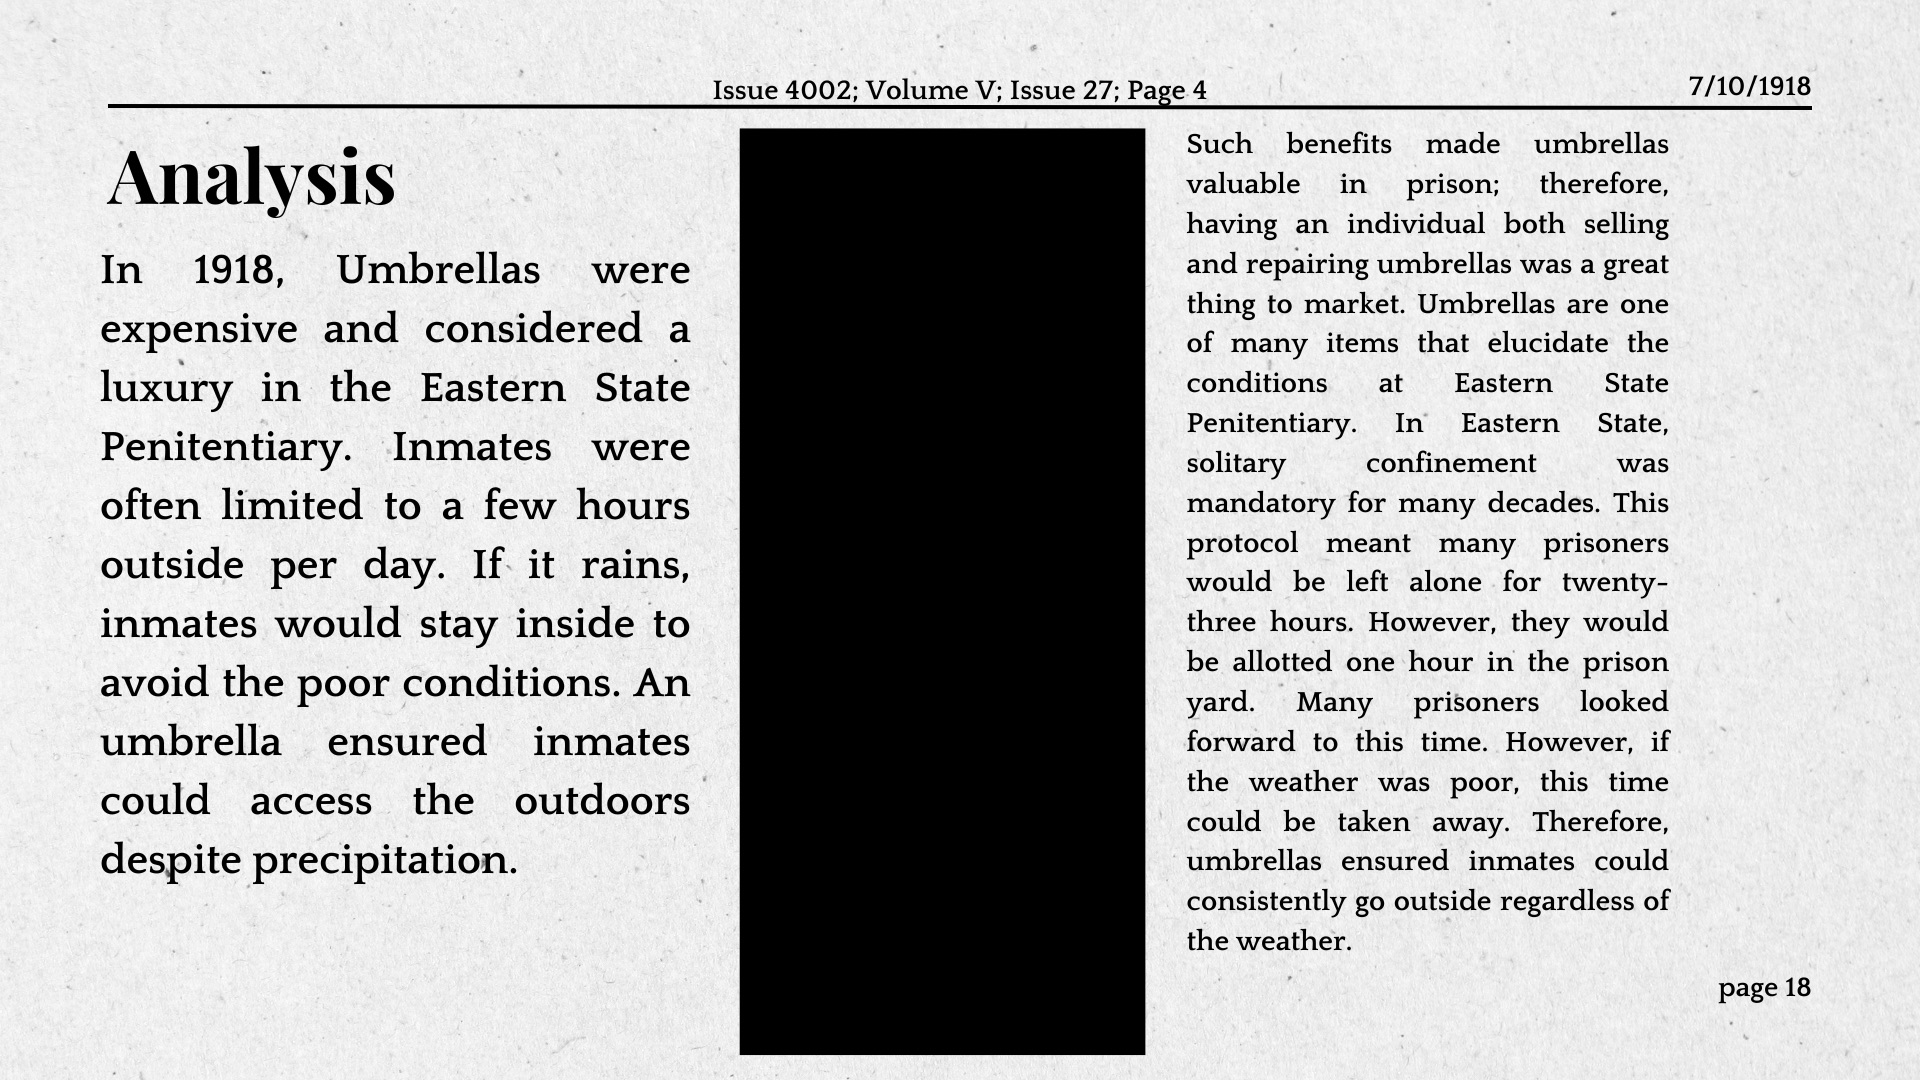 Issue 4002; Volume V; Issue 27; Page 4
7/10/1918
Analysis
In 1918, Umbrellas were
expensive and considered a
luxury in the Eastern State
Penitentiary. Inmates were
often limited to a few hours
outside per day. If it rains,
inmates would stay inside to
avoid the poor conditions. An
umbrella ensured inmates
could access the outdoors
despite precipitation.
Such benefits made umbrellas
valuable in prison; therefore,
having an individual both selling
and repairing umbrellas was a great
thing to market. Umbrellas are one
of many items that elucidate the
conditions at Eastern State
Penitentiary. In Eastern State,
solitary confinement was
mandatory for many decades. This
protocol meant many prisoners
would be left alone for twenty-
three hours. However, they would
be allotted one hour in the prison
yard. Many prisoners looked
forward to this time. However, if
the weather was poor, this time
could be taken away. Therefore,
umbrellas ensured inmates could
consistently go outside regardless of
the weather.
page 18